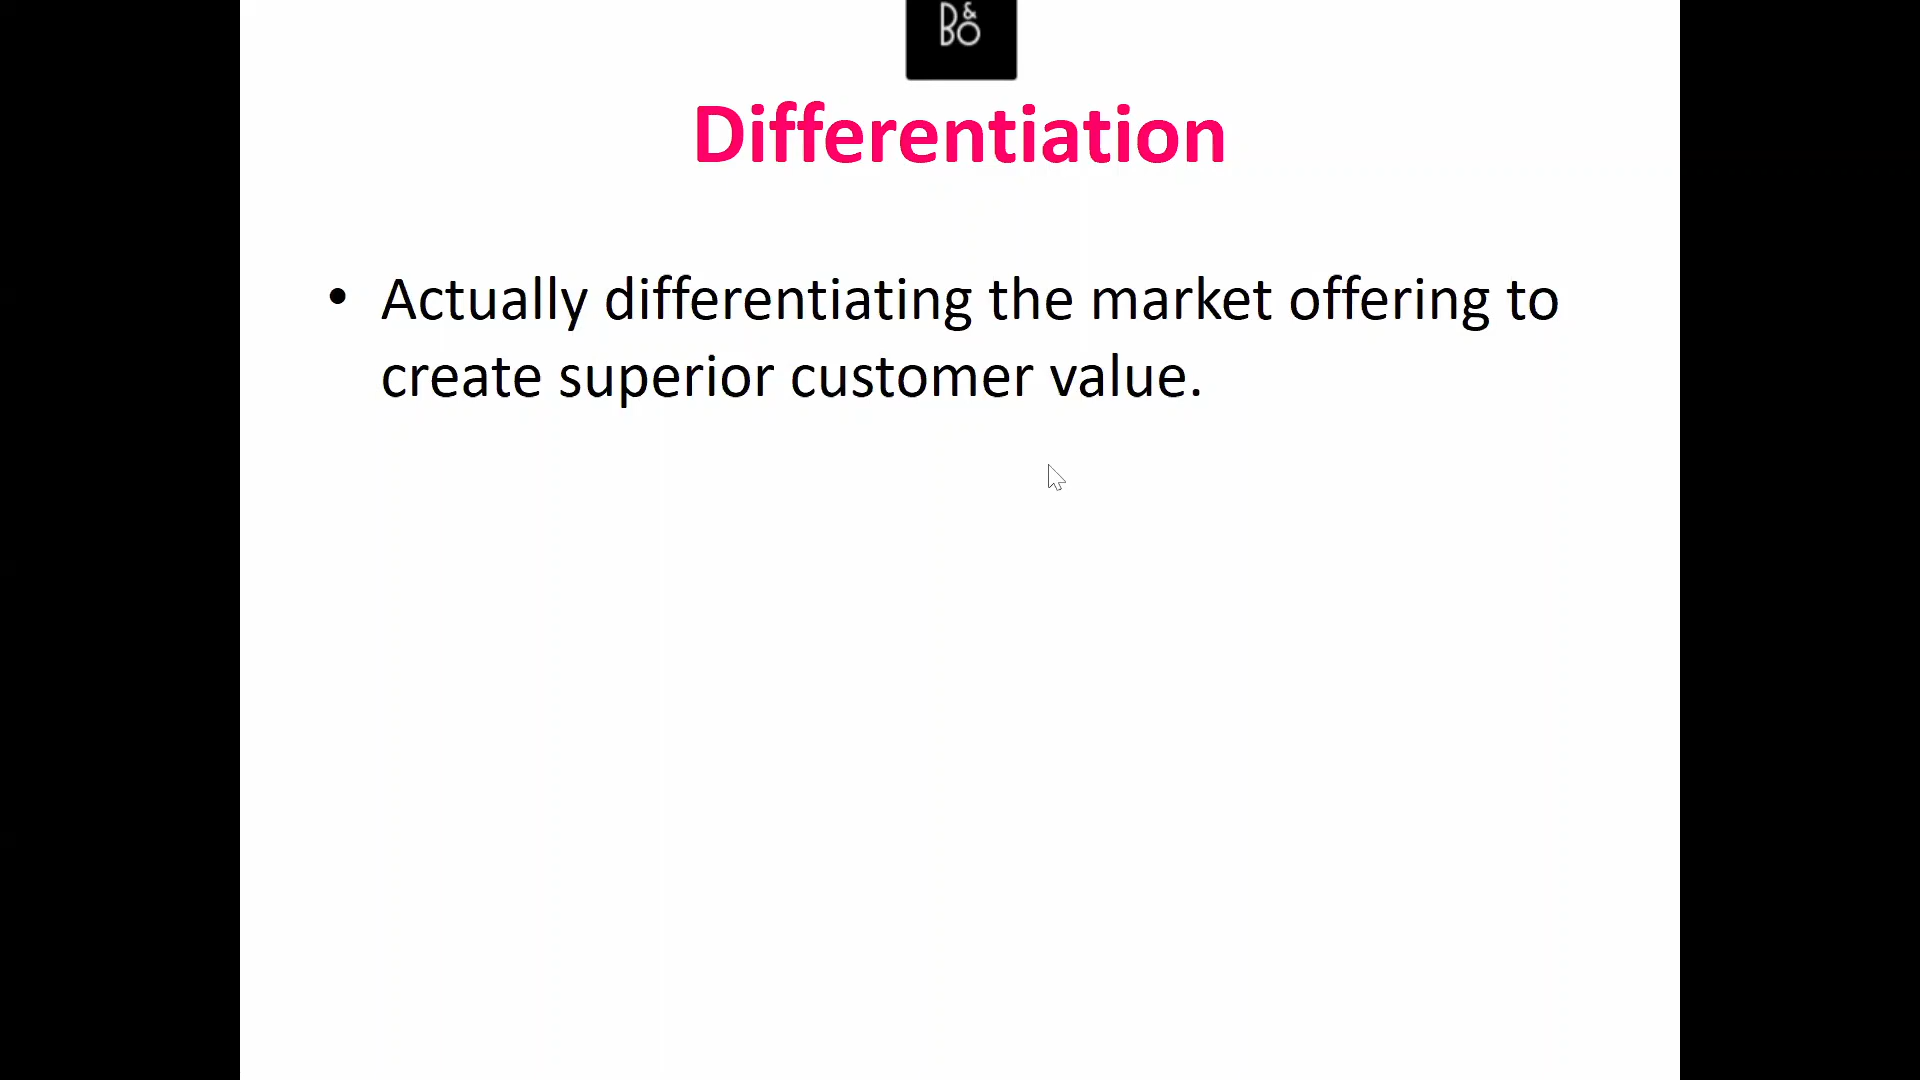 B&O
Differentiation
• Actually differentiating the market offering to
create superior customer value.